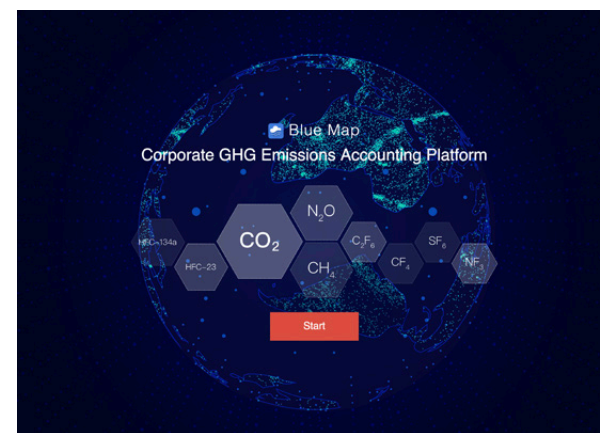 Blue Map
Corporate GHG Emissions Accounting Platform
HFC-134a
HFC-23
CO₂
N₂O
CH₄
C₂F₆
CF₄
SF₆
NF₃
Start